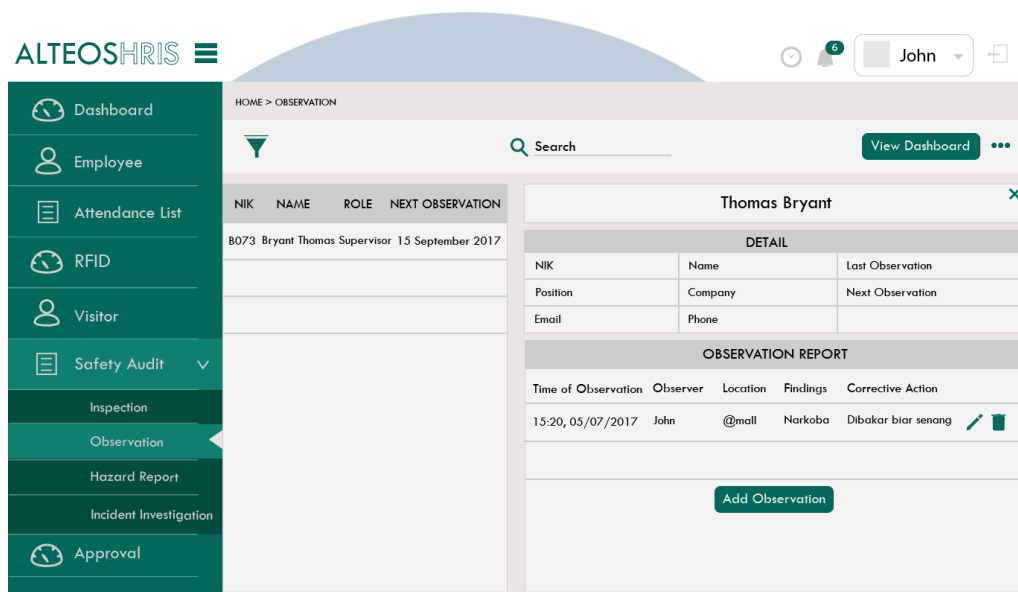 ALTEOSHRIS
6
John
Dashboard
Employee
Attendance List
RFID
Visitor
Safety Audit
Inspection
Observation
Hazard Report
Incident Investigation
Approval
HOME > OBSERVATION
Search
View Dashboard
NIK NAME ROLE NEXT OBSERVATION
B073 Bryant Thomas Supervisor 15 September 2017
Thomas Bryant
DETAIL
NIK Name Last Observation
Position Company Next Observation
Email Phone
OBSERVATION REPORT
Time of Observation Observer Location Findings Corrective Action
15:20, 05/07/2017 John @mall Narkoba Dibakar biar senang
Add Observation